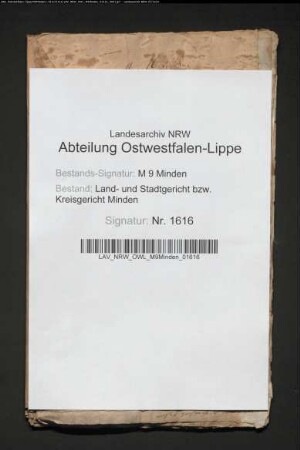 Landesarchiv NRW
Abteilung Ostwestfalen-Lippe
Bestands-Signatur: M 9 Minden
Bestand: Land- und Stadtgericht bzw.
Kreisgericht Minden
Signatur: Nr. 1616
LAV_NRW_OWL_M9Minden_01616